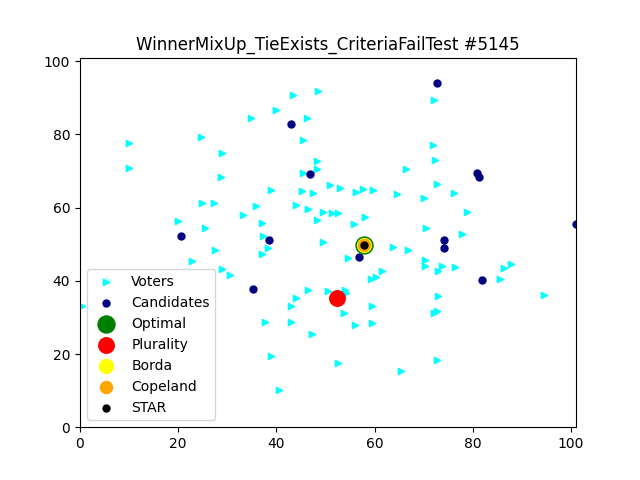 WinnerMixUp_TieExists_CriteriaFailTest #5145
100
80
60
40
20
0
Voters
Candidates
Optimal
Plurality
Borda
Copeland
STAR
0 20 40 60 80 100